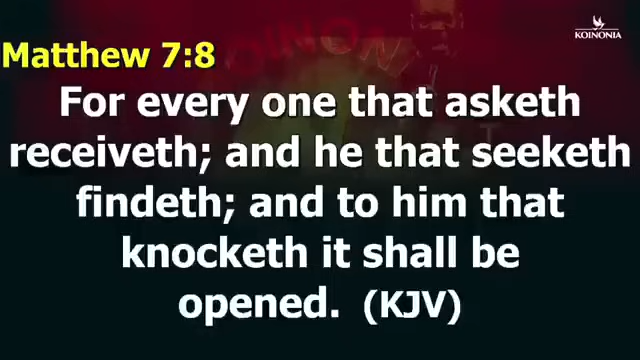 KOINONIA
Matthew 7:8
For every one that asketh
receiveth; and he that seeketh
findeth; and to him that
knocketh it shall be
opened. (KJV)